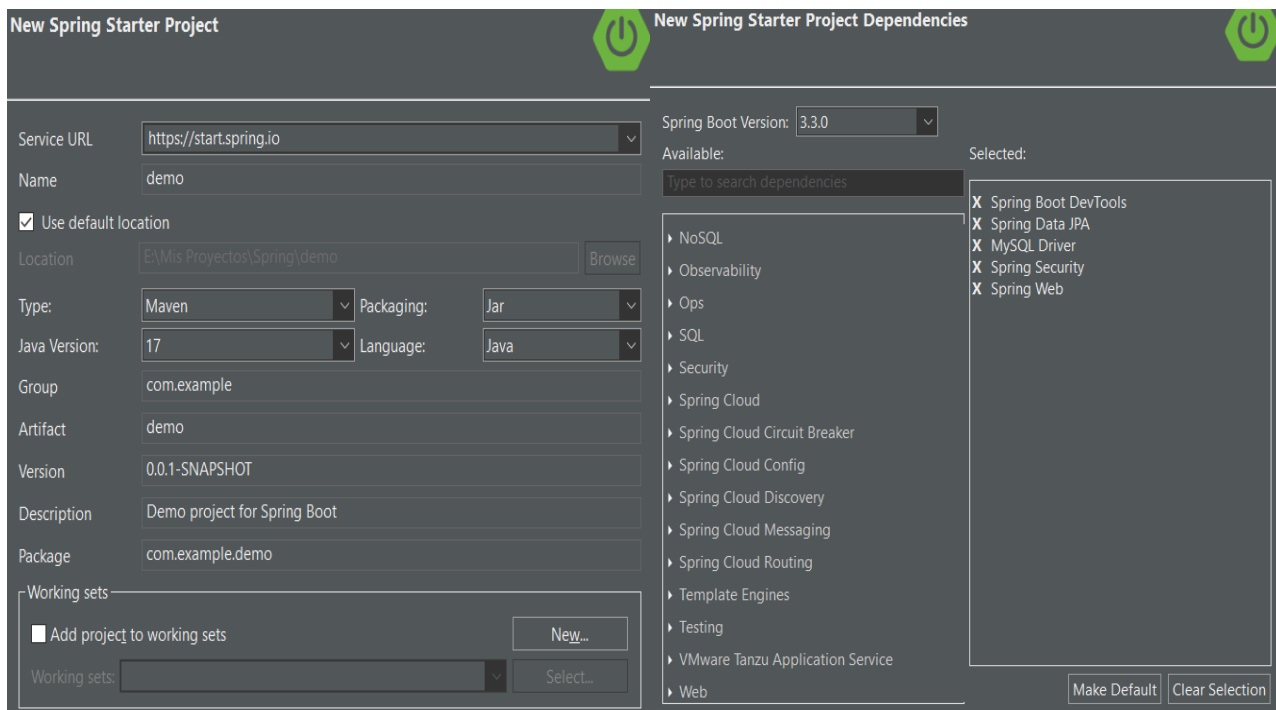 New Spring Starter Project
Service URL https://start.spring.io
Name demo
Use default location
Location E:\Mis Proyectos\Spring\demo Browse
Type: Maven Packaging: Jar
Java Version: 17 Language: Java
Group com.example
Artifact demo
Version 0.0.1-SNAPSHOT
Description Demo project for Spring Boot
Package com.example.demo
Working sets
Add project to working sets New...
Working sets: Select...
New Spring Starter Project Dependencies
Spring Boot Version: 3.3.0
Available:
Type to search dependencies
NoSQL
Observability
Ops
SQL
Security
Spring Cloud
Spring Cloud Circuit Breaker
Spring Cloud Config
Spring Cloud Discovery
Spring Cloud Messaging
Spring Cloud Routing
Template Engines
Testing
VMware Tanzu Application Service
Web
Selected:
X Spring Boot DevTools
X Spring Data JPA
X MySQL Driver
X Spring Security
X Spring Web
Make Default Clear Selection